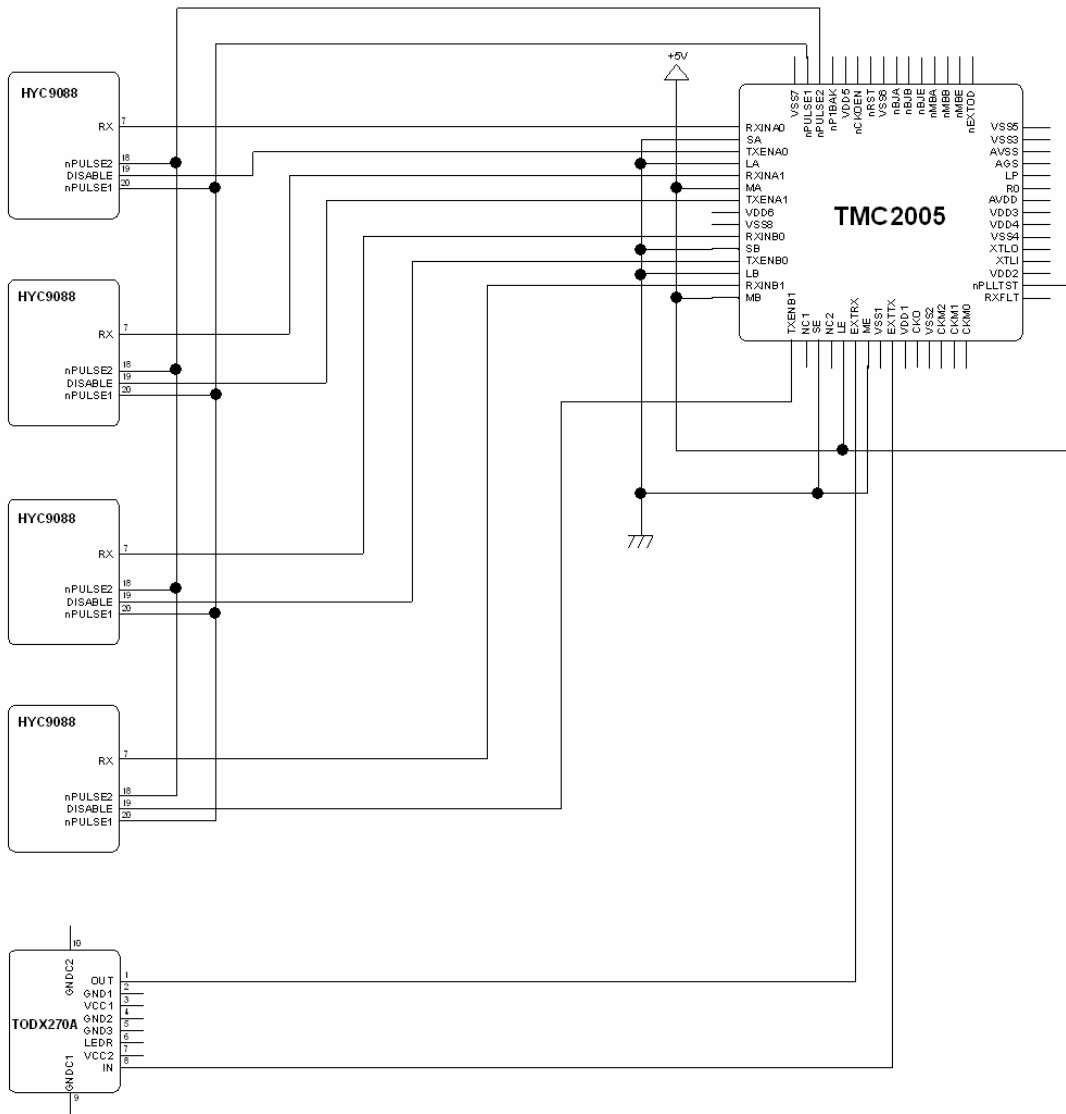 +5V
HYC9088
RX 7
nPULSE2 18
DISABLE 19
nPULSE1 20
HYC9088
RX 7
nPULSE2 18
DISABLE 19
nPULSE1 20
HYC9088
RX 7
nPULSE2 18
DISABLE 19
nPULSE1 20
HYC9088
RX 7
nPULSE2 18
DISABLE 19
nPULSE1 20
TODX270A
10
GNDC2
OUT 1
GND1 2
VCC1 3
GND2 4
GND3 5
LEDR 6
VCC2 7
IN 8
GNDC1
9
TMC2005
VSS7
nPULSE1
nPULSE2
nP1BAK
VDD5
nCKOEN
nRST
VSS6
nBJA
nBJB
nBJE
nMBA
nMBB
nMBE
nEXTOD
RXINA0
SA
TXENA0
LA
RXINA1
MA
TXENA1
VDD6
VSS8
RXINB0
SB
TXENB0
LB
RXINB1
MB
VSS5
VSS3
AVSS
AGS
LP
R0
AVDD
VDD3
VDD4
VSS4
XTLO
XTLI
VDD2
nPLLTST
RXFLT
TXENB1
NC1
SE
NC2
LE
EXTRX
ME
VSS1
EXTTX
VDD1
CKO
VSS2
CKM2
CKM1
CKM0